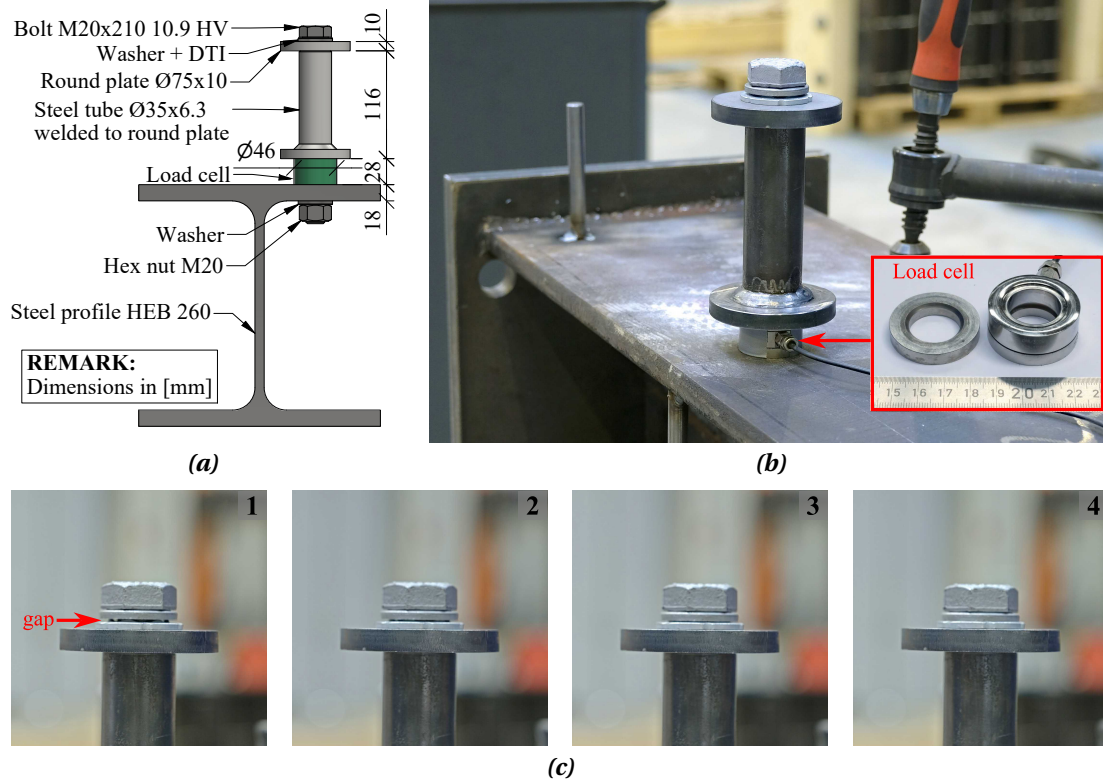 Bolt M20x210 10.9 HV
Washer + DTI
Round plate Ø75x10
Steel tube Ø35x6.3
welded to round plate
Ø46
Load cell
Washer
Hex nut M20
Steel profile HEB 260
REMARK:
Dimensions in [mm]
10
116
28
18
(a)
Load cell
15 16 17 18 19 20 21 22 2
(b)
1
gap
2
3
4
(c)